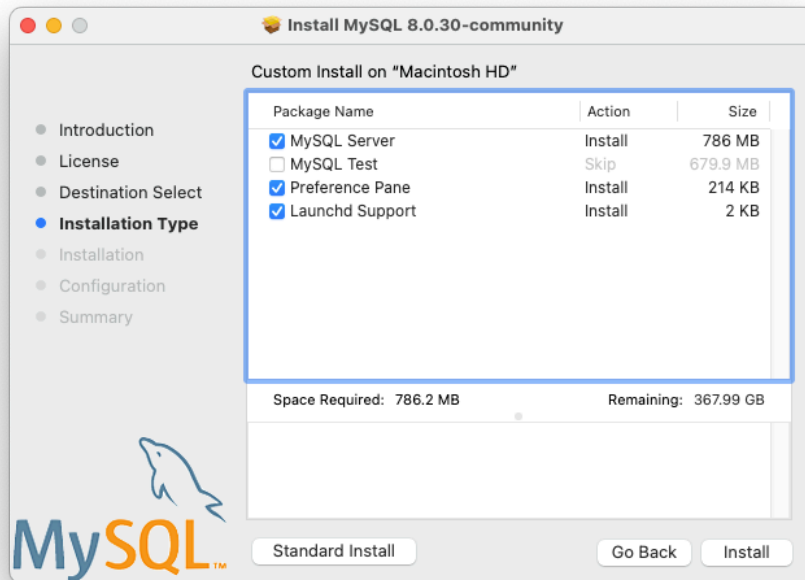 Install MySQL 8.0.30-community
Custom Install on “Macintosh HD”
Introduction
License
Destination Select
Installation Type
Installation
Configuration
Summary
Package Name Action Size
MySQL Server Install 786 MB
MySQL Test Skip 679.9 MB
Preference Pane Install 214 KB
Launchd Support Install 2 KB
Space Required: 786.2 MB Remaining: 367.99 GB
MySQL™
Standard Install Go Back Install